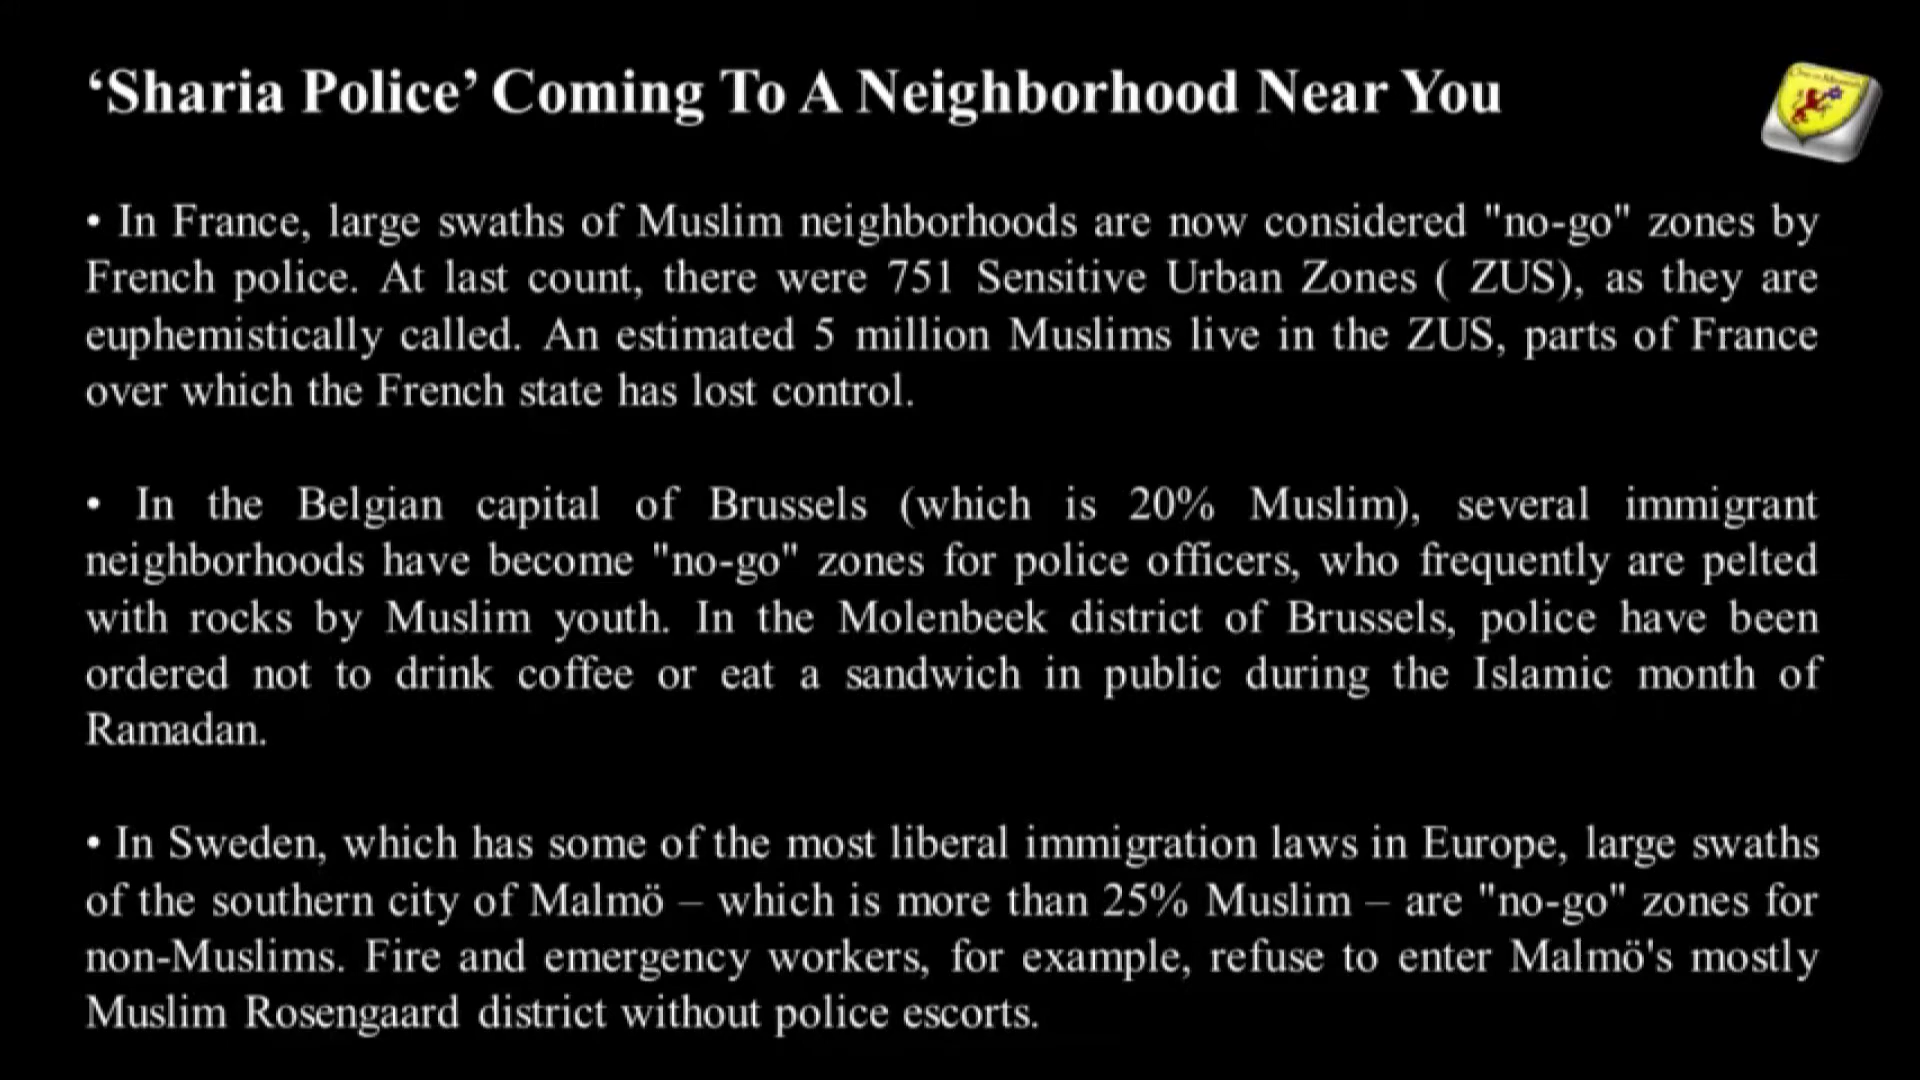 ‘Sharia Police’ Coming To A Neighborhood Near You
• In France, large swaths of Muslim neighborhoods are now considered "no-go" zones by
French police. At last count, there were 751 Sensitive Urban Zones ( ZUS), as they are
euphemistically called. An estimated 5 million Muslims live in the ZUS, parts of France
over which the French state has lost control.
• In the Belgian capital of Brussels (which is 20% Muslim), several immigrant
neighborhoods have become "no-go" zones for police officers, who frequently are pelted
with rocks by Muslim youth. In the Molenbeek district of Brussels, police have been
ordered not to drink coffee or eat a sandwich in public during the Islamic month of
Ramadan.
• In Sweden, which has some of the most liberal immigration laws in Europe, large swaths
of the southern city of Malmö – which is more than 25% Muslim – are "no-go" zones for
non-Muslims. Fire and emergency workers, for example, refuse to enter Malmö's mostly
Muslim Rosengaard district without police escorts.